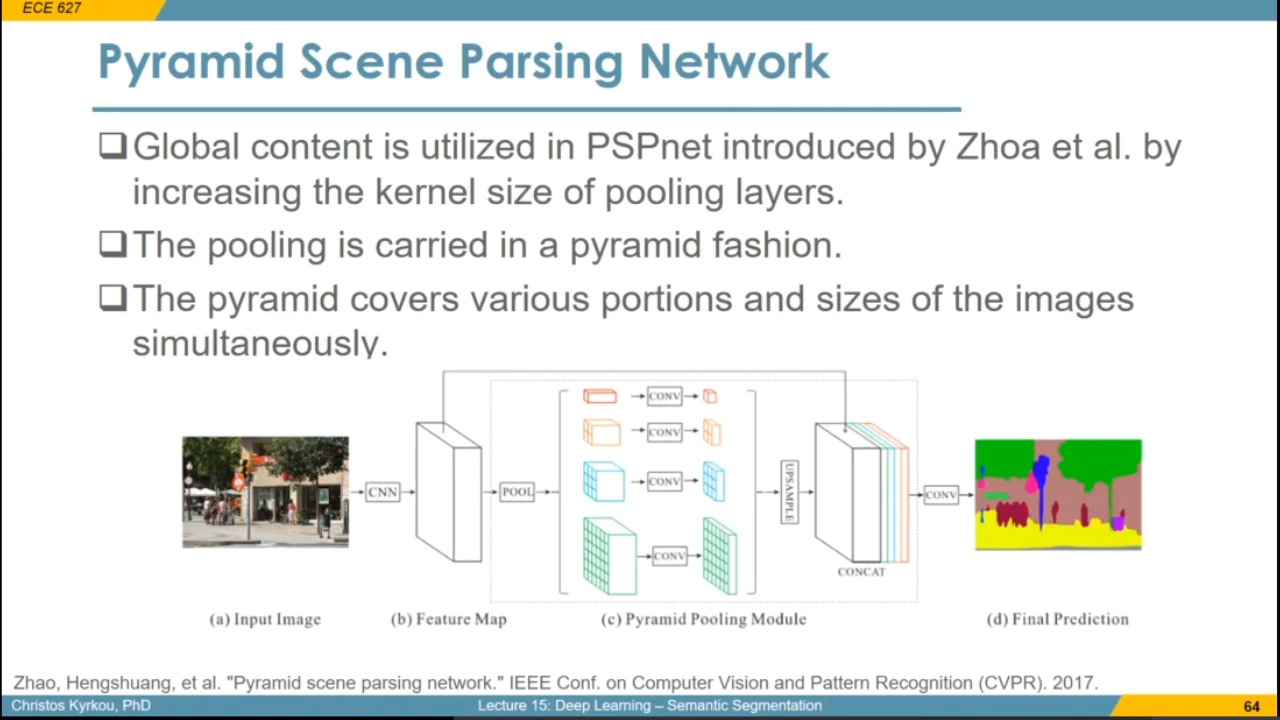 ECE 627
Pyramid Scene Parsing Network
Global content is utilized in PSPnet introduced by Zhoa et al. by
increasing the kernel size of pooling layers.
The pooling is carried in a pyramid fashion.
The pyramid covers various portions and sizes of the images
simultaneously.
CONV
CONV
CNN
POOL
CONV
UPSAMPLE
CONV
CONV
CONCAT
(a) Input Image
(b) Feature Map
(c) Pyramid Pooling Module
(d) Final Prediction
Zhao, Hengshuang, et al. "Pyramid scene parsing network." IEEE Conf. on Computer Vision and Pattern Recognition (CVPR). 2017.
Christos Kyrkou, PhD
Lecture 15: Deep Learning – Semantic Segmentation
64